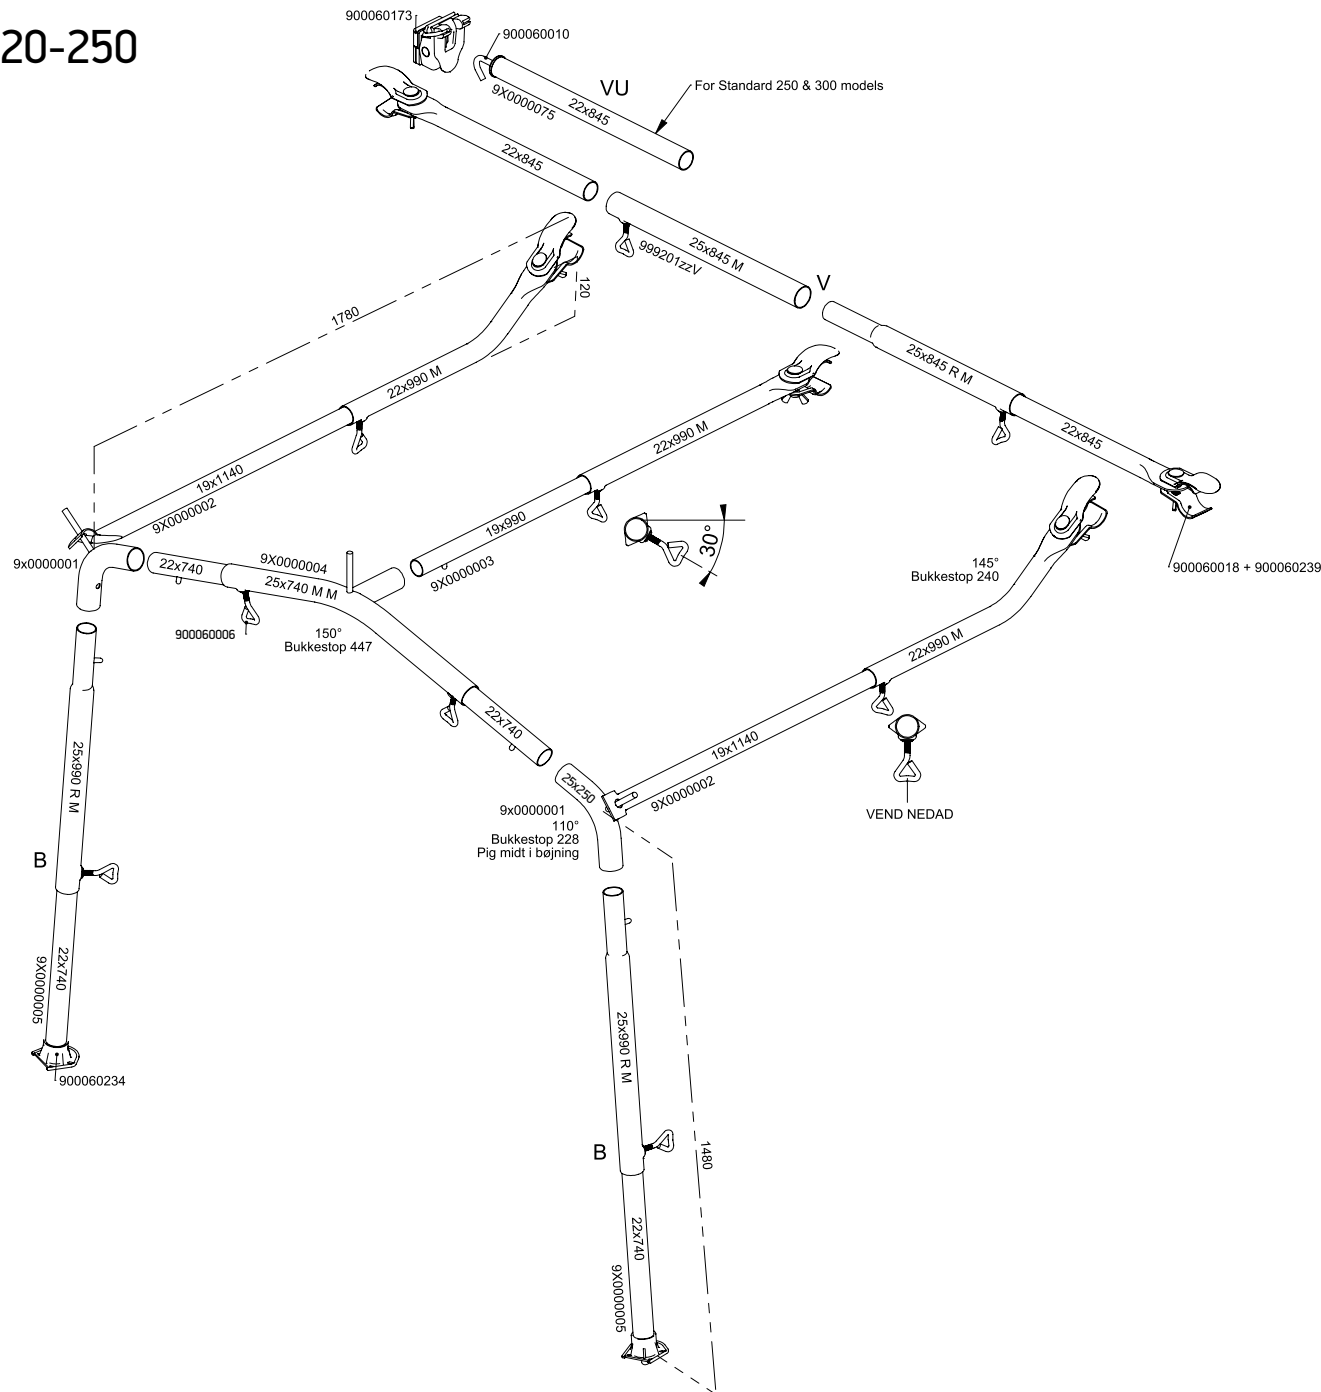 20-250
900060173
900060010
VU
For Standard 250 & 300 models
9X0000075
22x845
22x845
25x845 M
999201zzV
V
120
1780
25x845 R M
22x990 M
22x845
22x990 M
19x1140
9X0000002
19x990
9X0000003
30°
9x0000001
22x740
9X0000004
25x740 M M
145°
Bukkestop 240
900060018 + 900060239
900060006
150°
Bukkestop 447
22x990 M
22x740
19x1140
9X0000002
25x250
25x990 R M
9x0000001
110°
Bukkestop 228
Pig midt i bøjning
VEND NEDAD
B
22x740
9X0000005
25x990 R M
900060234
B
1480
22x740
9X0000005